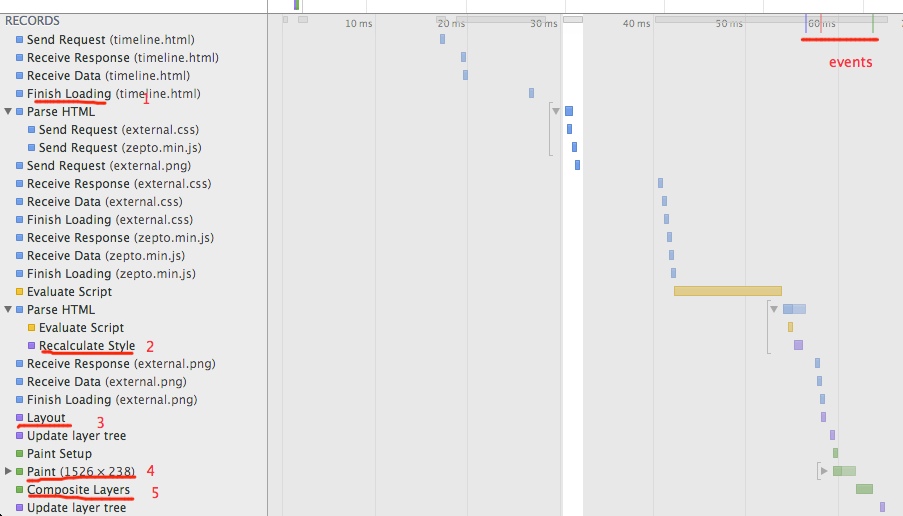 RECORDS 10 ms 20 ms 30 ms 40 ms 50 ms 60 ms
Send Request (timeline.html)
Receive Response (timeline.html) events
Receive Data (timeline.html)
Finish Loading (timeline.html) 1
Parse HTML
Send Request (external.css)
Send Request (zepto.min.js)
Send Request (external.png)
Receive Response (external.css)
Receive Data (external.css)
Finish Loading (external.css)
Receive Response (zepto.min.js)
Receive Data (zepto.min.js)
Finish Loading (zepto.min.js)
Evaluate Script
Parse HTML
Evaluate Script
Recalculate Style 2
Receive Response (external.png)
Receive Data (external.png)
Finish Loading (external.png)
Layout 3
Update layer tree
Paint Setup
Paint (1526 × 238) 4
Composite Layers 5
Update layer tree